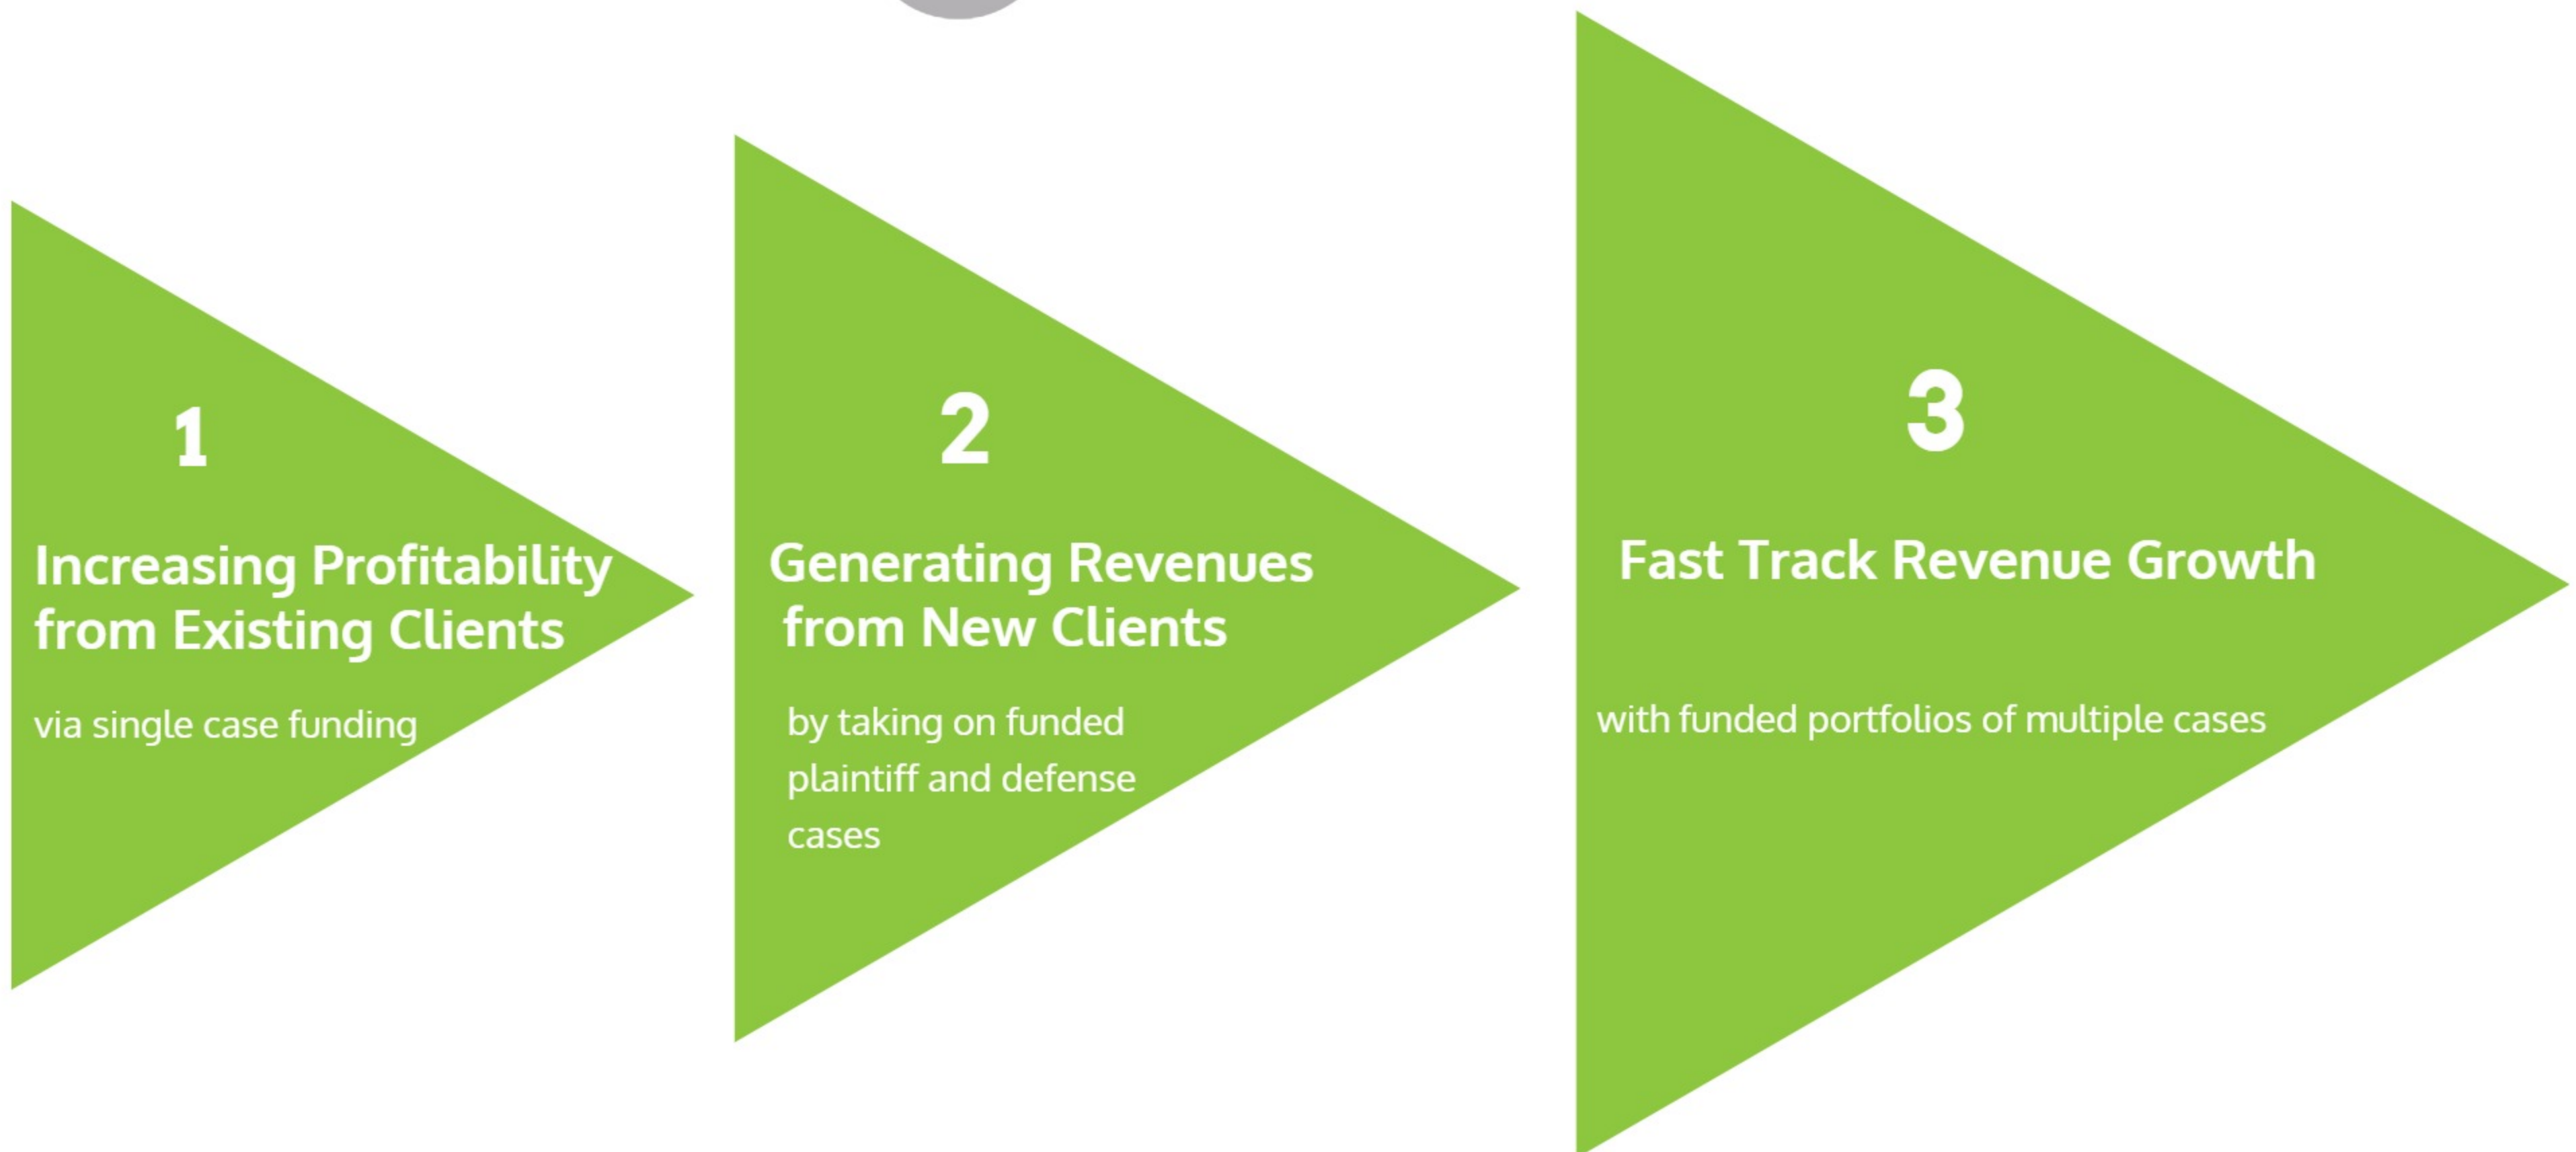 1
Increasing Profitability
from Existing Clients
via single case funding
2
Generating Revenues
from New Clients
by taking on funded
plaintiff and defense
cases
3
Fast Track Revenue Growth
with funded portfolios of multiple cases